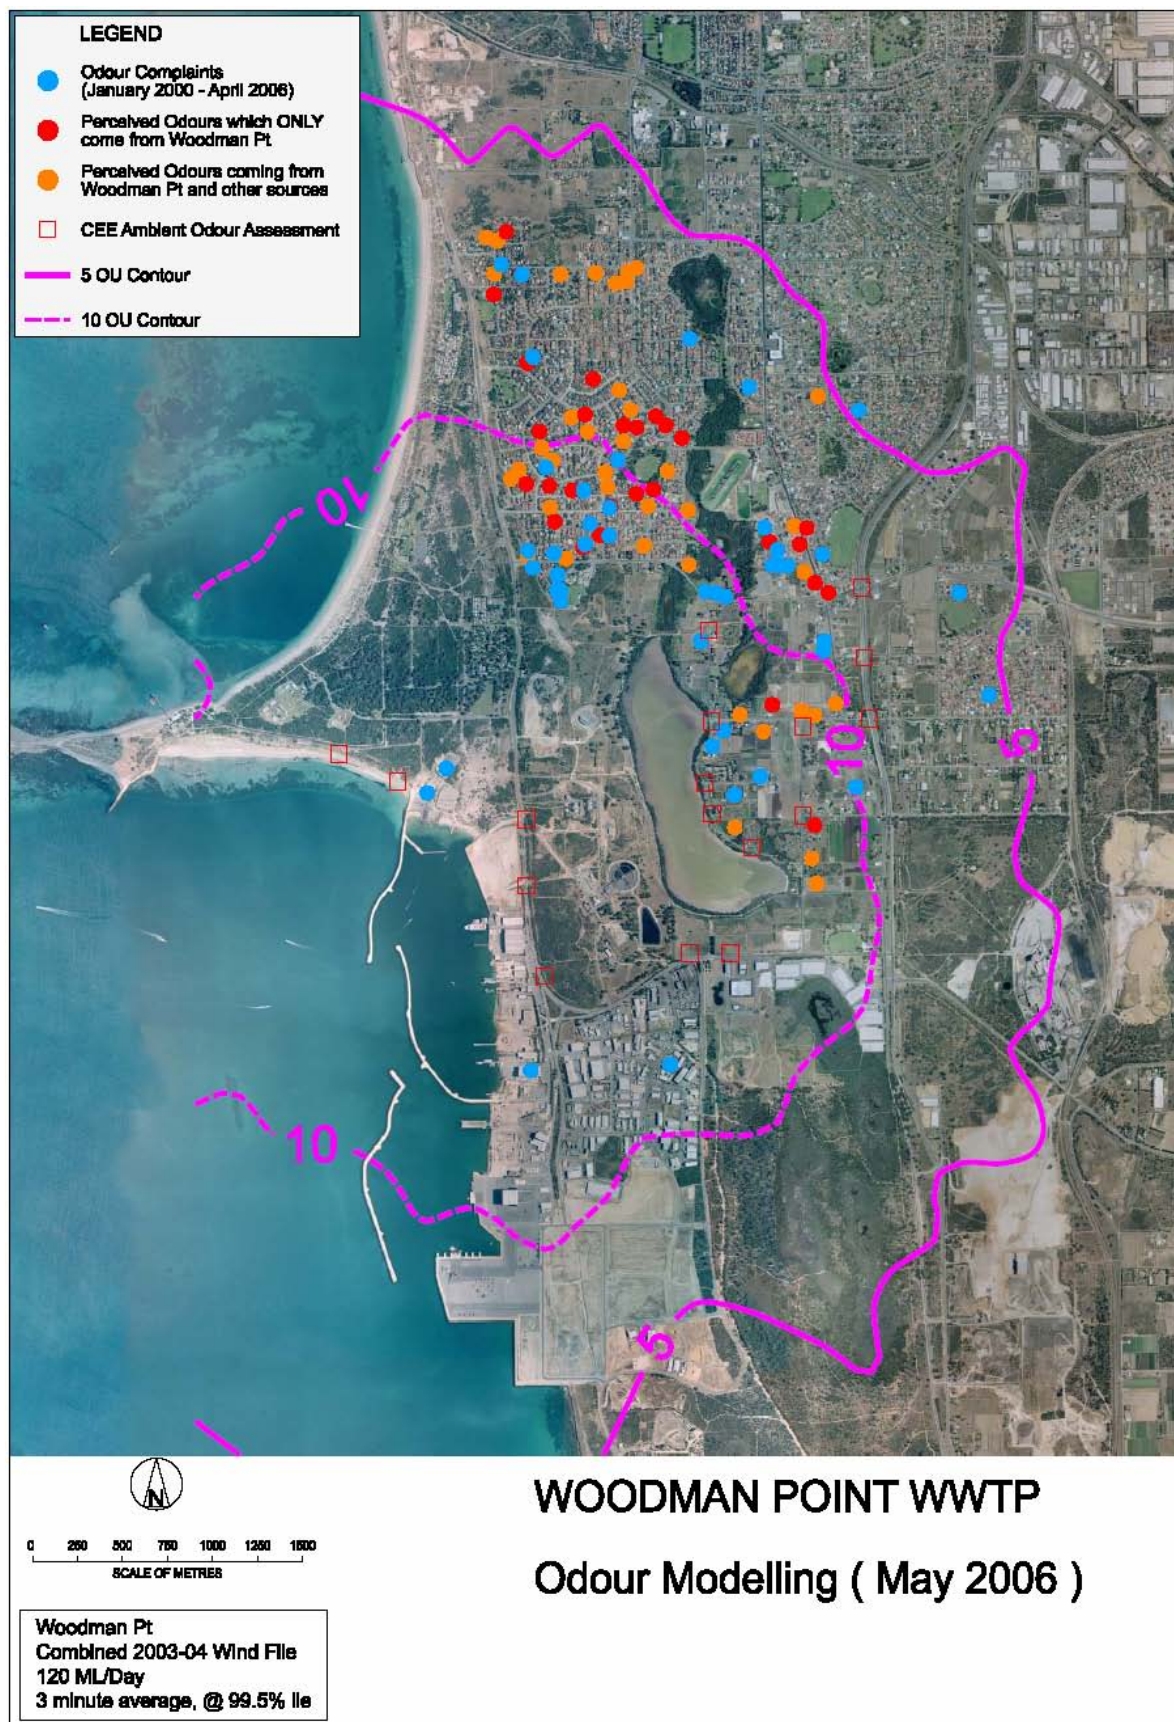 LEGEND
Odour Complaints
(January 2000 - April 2006)
Perceived Odours which ONLY
come from Woodman Pt
Perceived Odours coming from
Woodman Pt and other sources
CEE Ambient Odour Assessment
5 OU Contour
10 OU Contour
10
10
5
10
5
N
0 250 500 750 1000 1250 1500
SCALE OF METRES
WOODMAN POINT WWTP
Odour Modelling ( May 2006 )
Woodman Pt
Combined 2003-04 Wind File
120 ML/Day
3 minute average, @ 99.5% ile